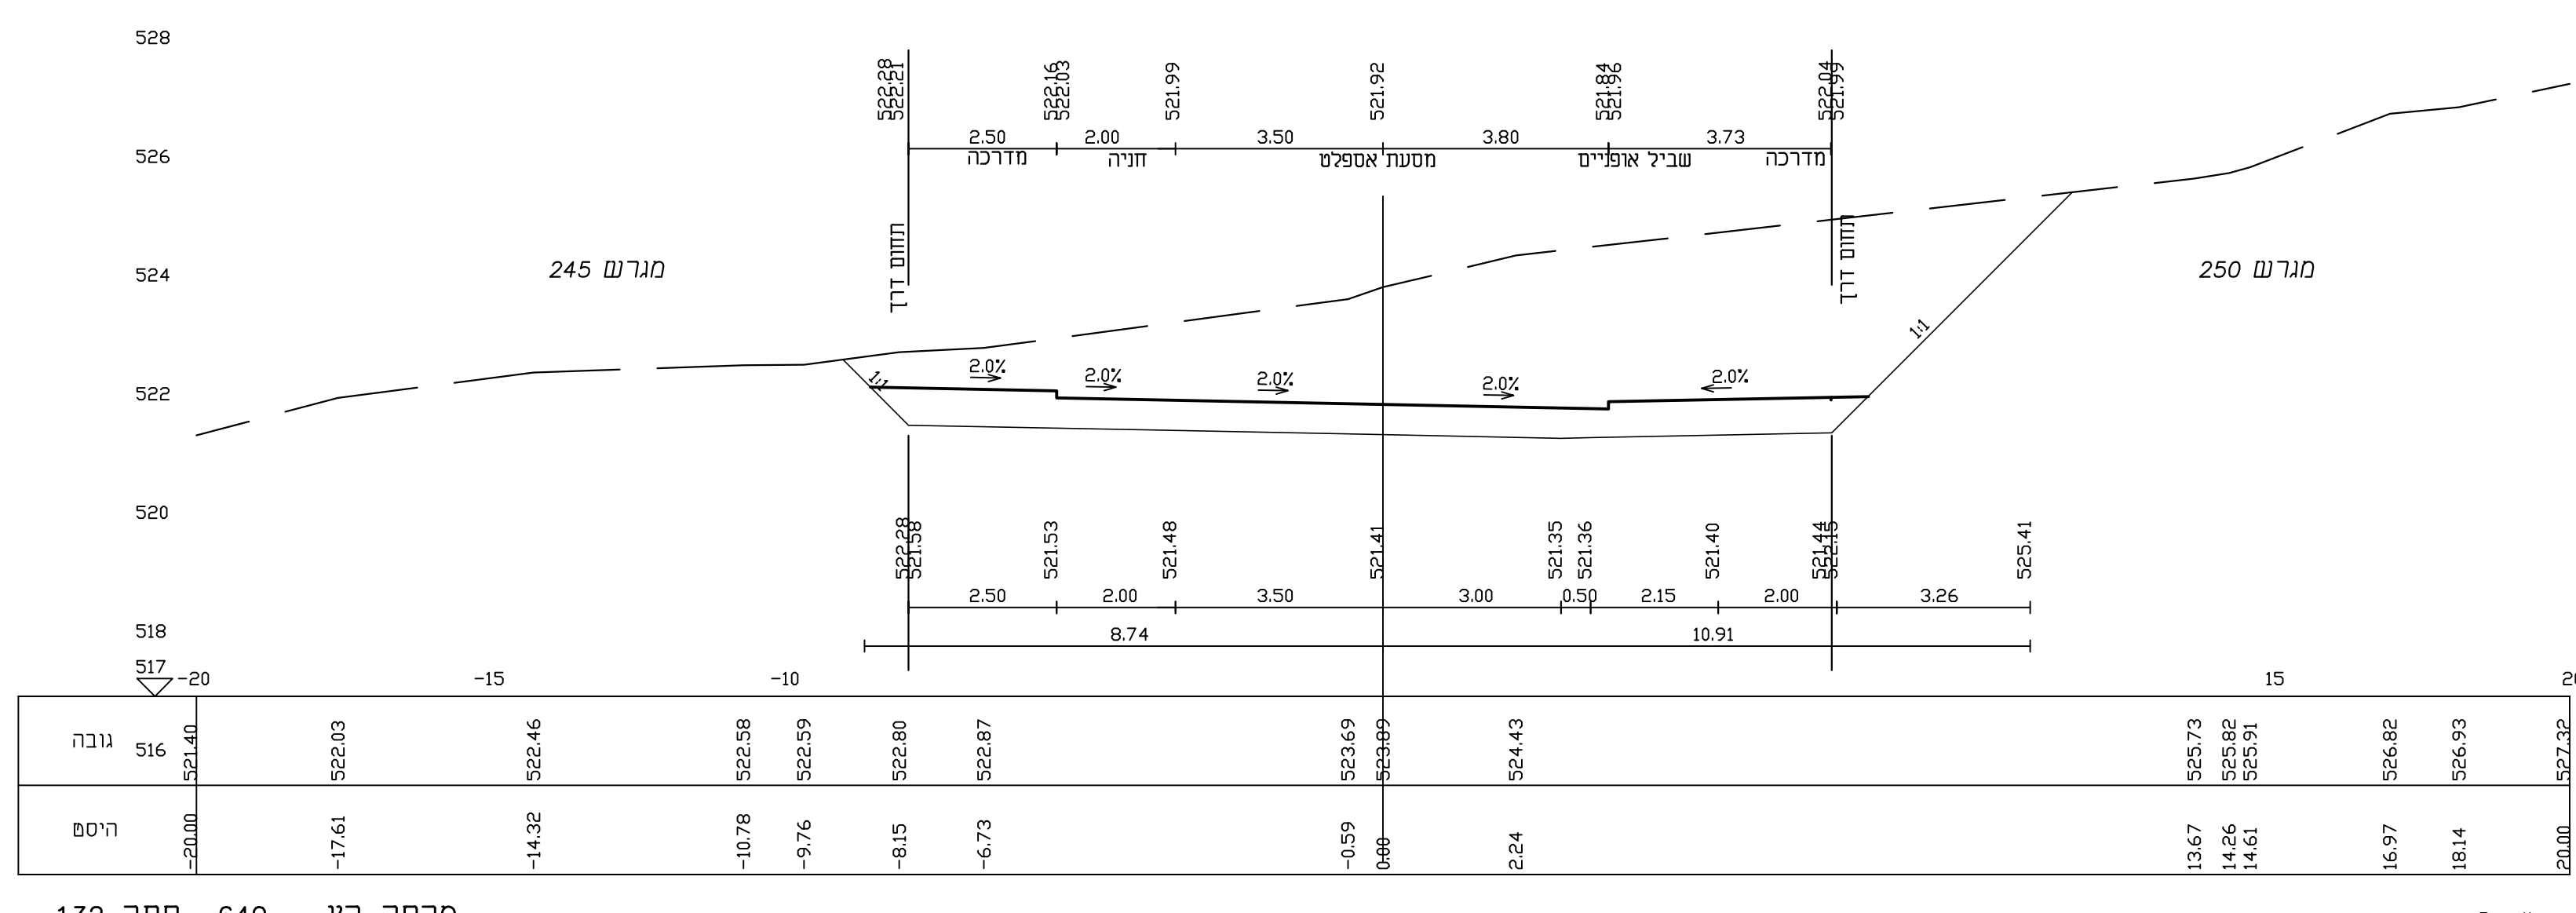 528
522.28 522.21 522.16 522.03 521.99 521.92 521.84 521.96 522.04 521.99
2.50 2.00 3.50 3.80 3.73
526
מדרכה חניה מסעת אספלט שביל אופניים מדרכה
תחום דרך תחום דרך
524
מגרש 245 מגרש 250
1:1
522
1:1 2.0% 2.0% 2.0% 2.0% 2.0%
520
522.28 521.58 521.53 521.48 521.41 521.35 521.36 521.40 521.44 522.15 525.41
2.50 2.00 3.50 3.00 0.50 2.15 2.00 3.26
518
8.74 10.91
517
-20 -15 -10 15
גובה 516 521.40 522.03 522.46 522.58 522.59 522.80 522.87 523.69 523.89 524.43 525.73 525.82 525.91 526.82 526.93 527.32
היסט -20.00 -17.61 -14.32 -10.78 -9.76 -8.15 -6.73 -0.59 0.00 2.24 13.67 14.26 14.61 16.97 18.14 20.00